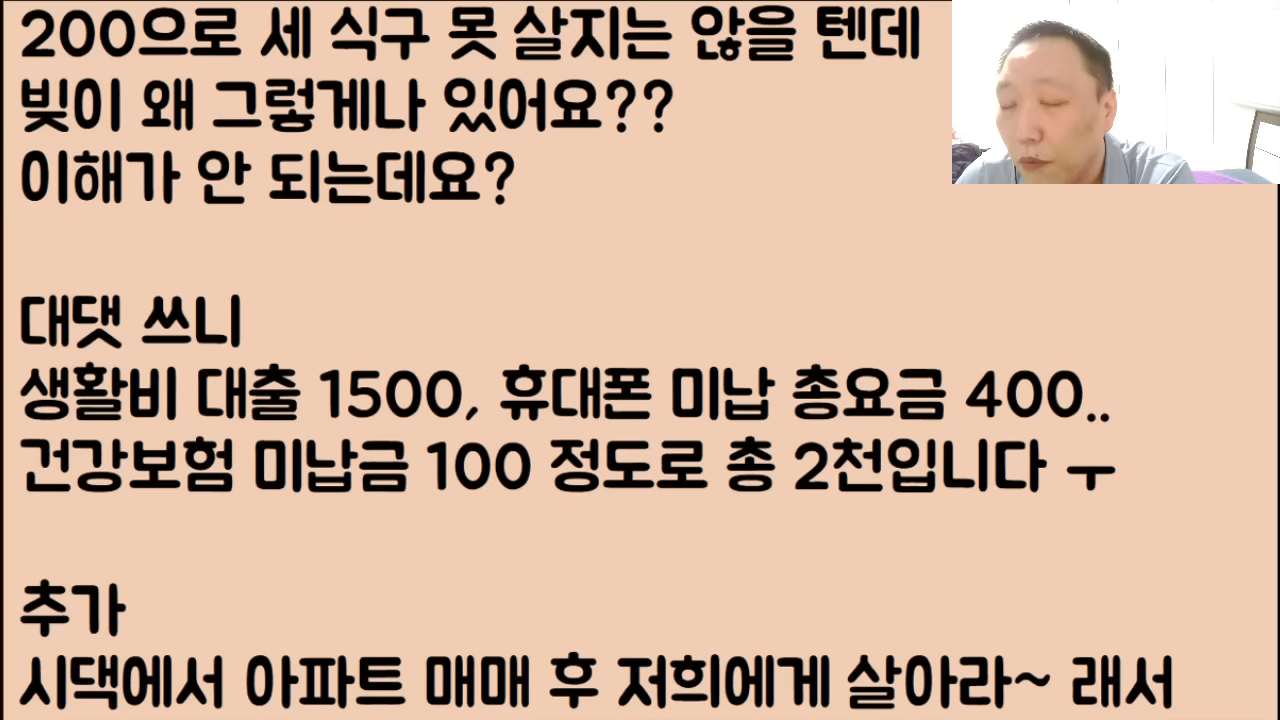 200으로 세 식구 못 살지는 않을 텐데
빚이 왜 그렇게나 있어요??
이해가 안 되는데요?
대댓 쓰니
생활비 대출 1500, 휴대폰 미납 총요금 400..
건강보험 미납금 100 정도로 총 2천입니다 ㅜ
추가
시댁에서 아파트 매매 후 저희에게 살아라~ 래서